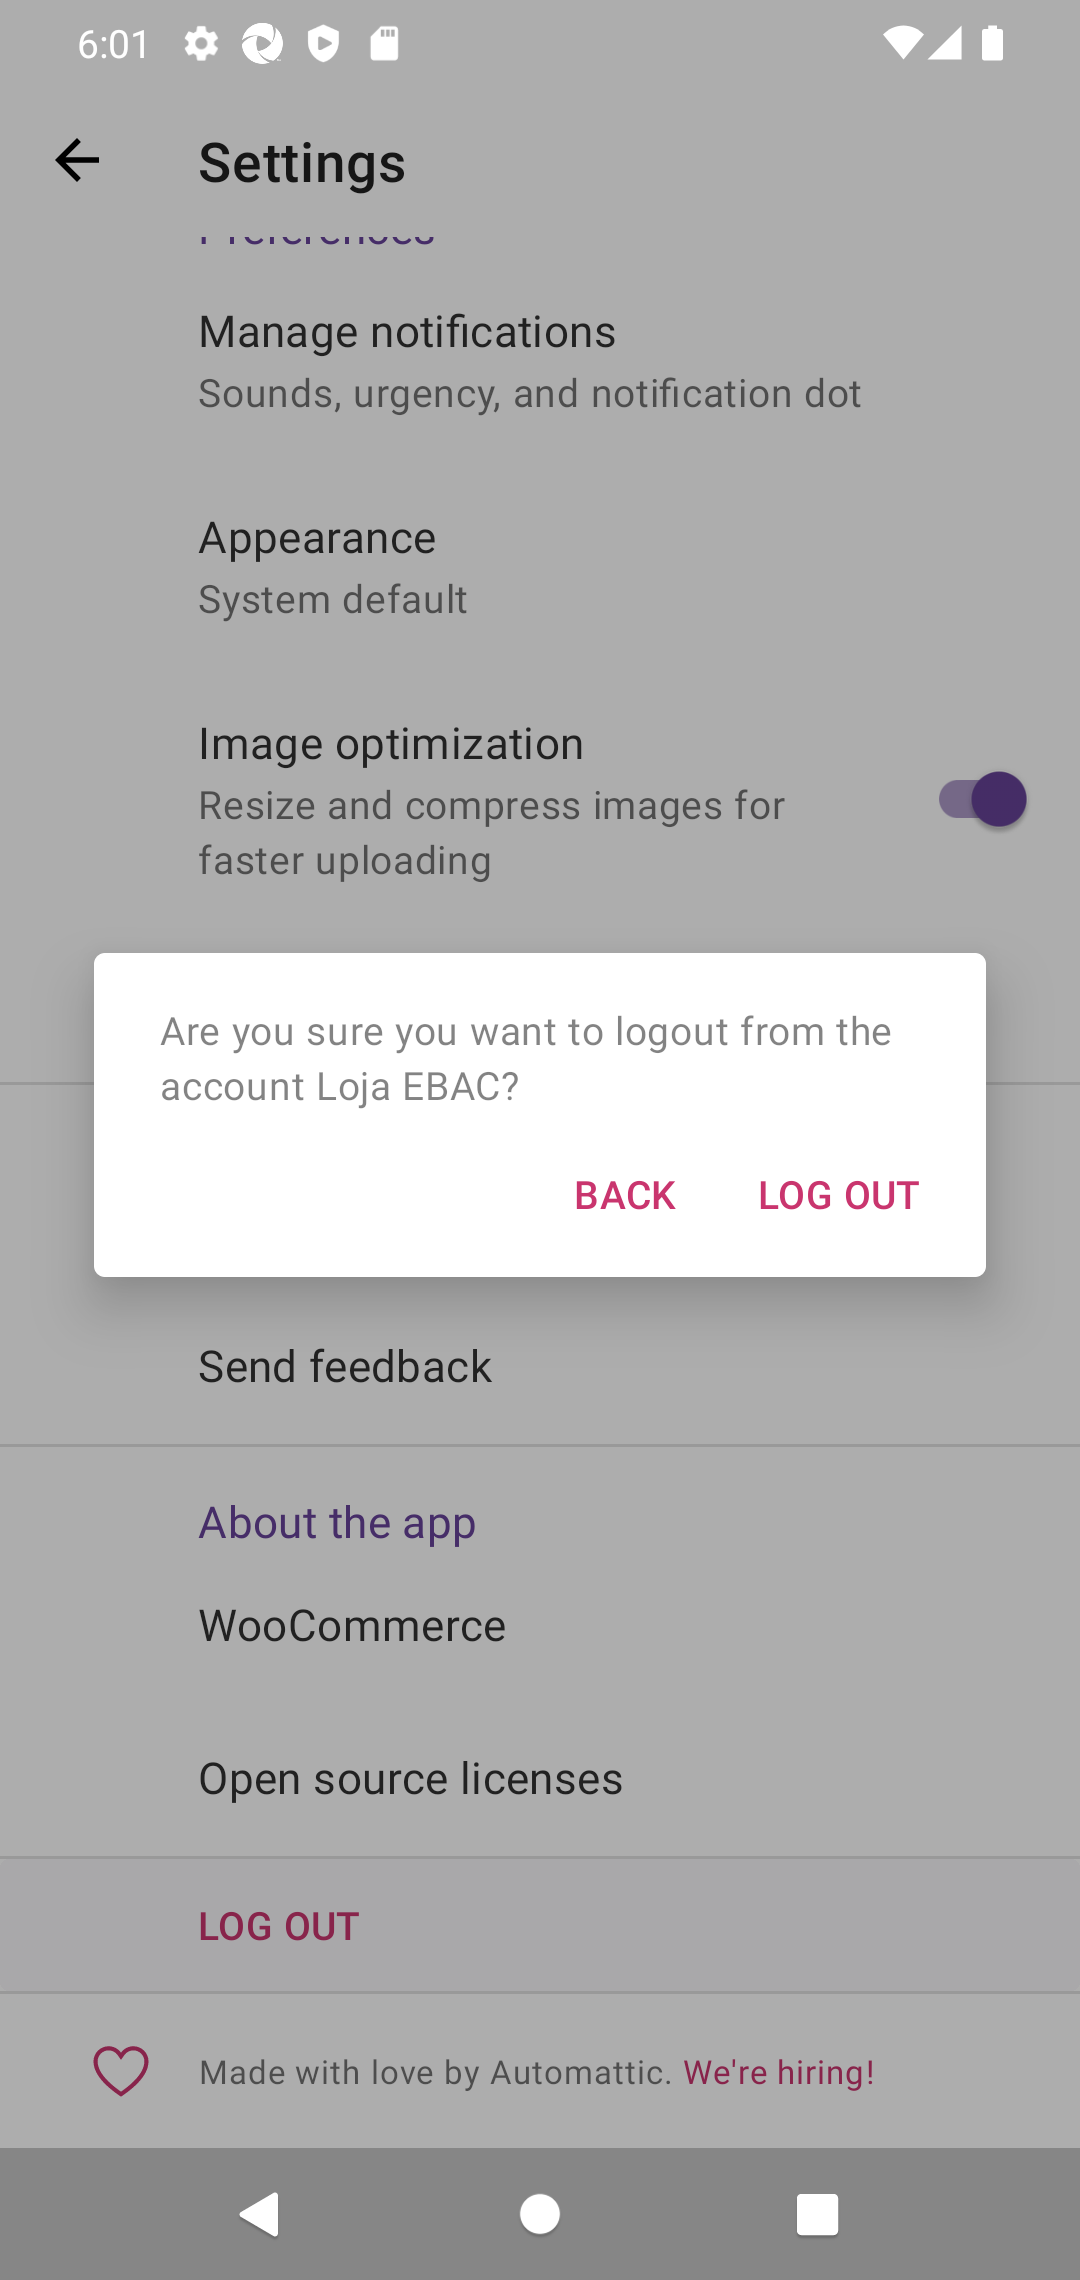 6:01
Settings
Preferences
Manage notifications
Sounds, urgency, and notification dot
Appearance
System default
Image optimization
Resize and compress images for
faster uploading
Are you sure you want to logout from the
account Loja EBAC?
BACK LOG OUT
Send feedback
About the app
WooCommerce
Open source licenses
LOG OUT
Made with love by Automattic. We're hiring!